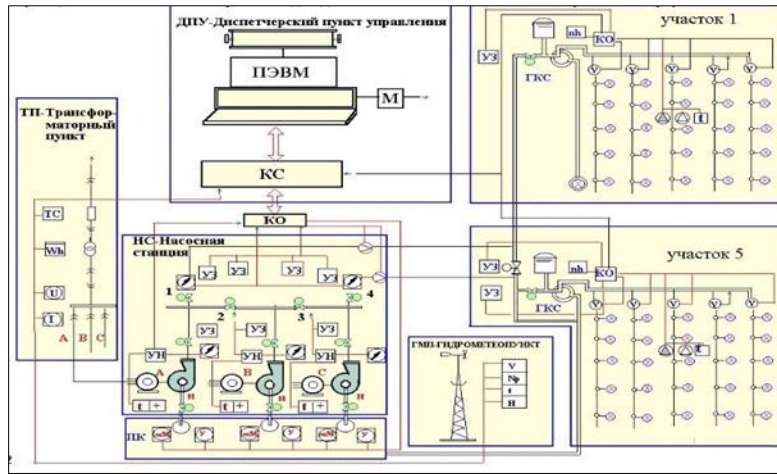 ДПУ-Диспетчерский пункт управления
ПЭВМ
М
КС
КО
ТП-Трансфор-
маторный
пункт
ТС
Wh
U
I
А В С
НС-Насосная
станция
УЗ
УЗ
УЗ
УЗ
1
2
3
4
УЗ
УЗ
УН
УН
УН
А
В
С
Н
Н
Н
t +
t +
t +
ПК
У
У
У
участок 1
УЗ
nh
КО
ГКС
t
участок 5
УЗ
УЗ
nh
КО
ГКС
t
ГМП-ГИДРОМЕТЕОПУНКТ
V
Np
t
H